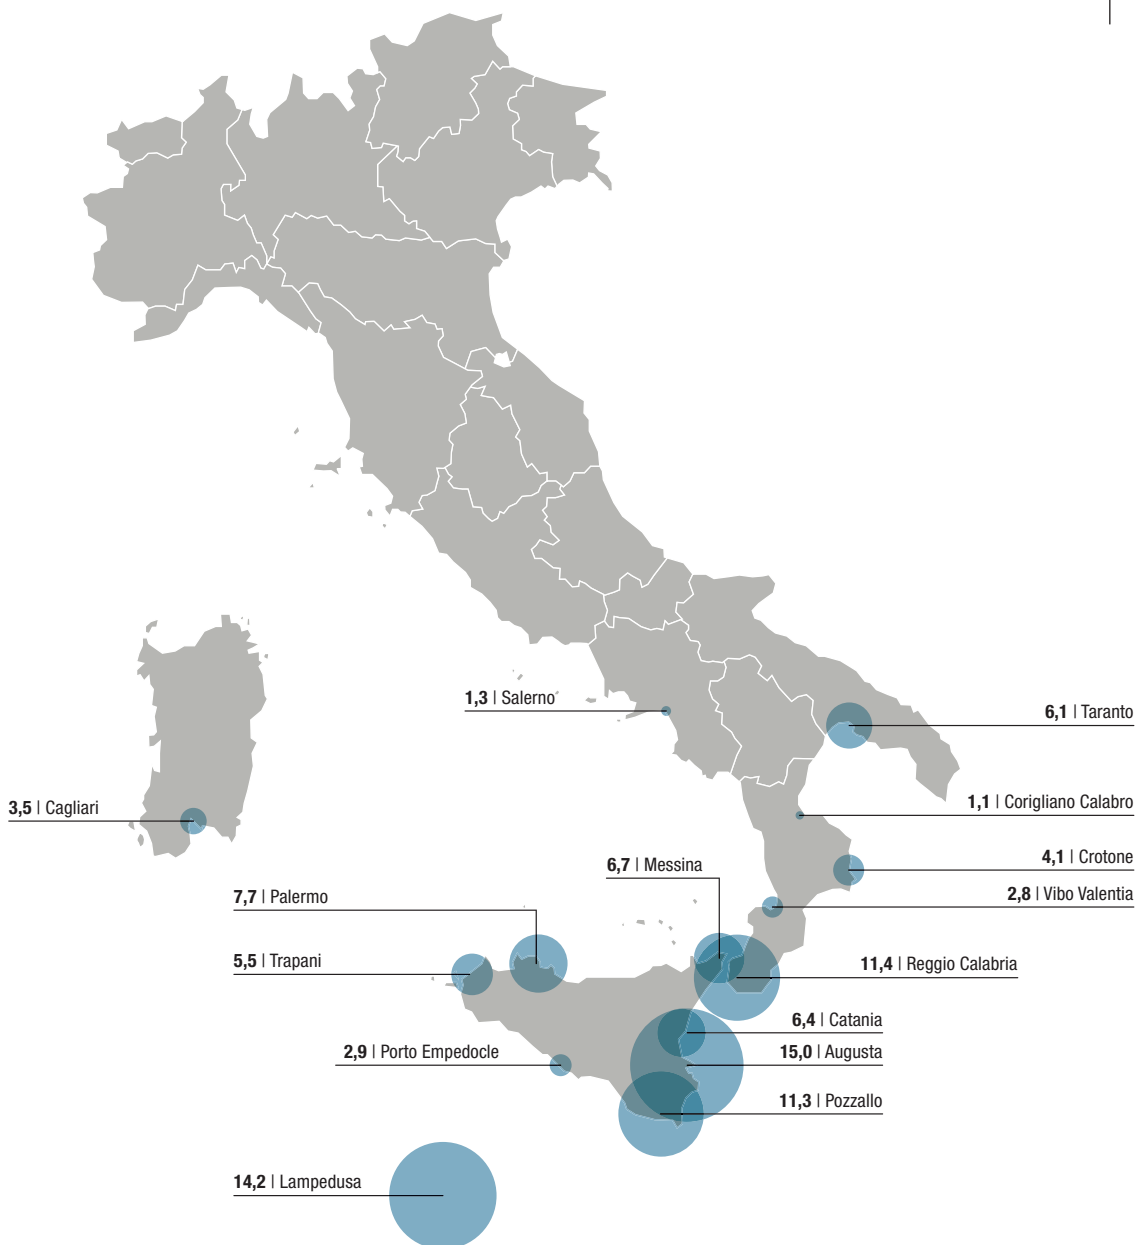 1,3 | Salerno
6,1 | Taranto
3,5 | Cagliari
1,1 | Corigliano Calabro
4,1 | Crotone
6,7 | Messina
2,8 | Vibo Valentia
7,7 | Palermo
5,5 | Trapani
11,4 | Reggio Calabria
6,4 | Catania
2,9 | Porto Empedocle
15,0 | Augusta
11,3 | Pozzallo
14,2 | Lampedusa